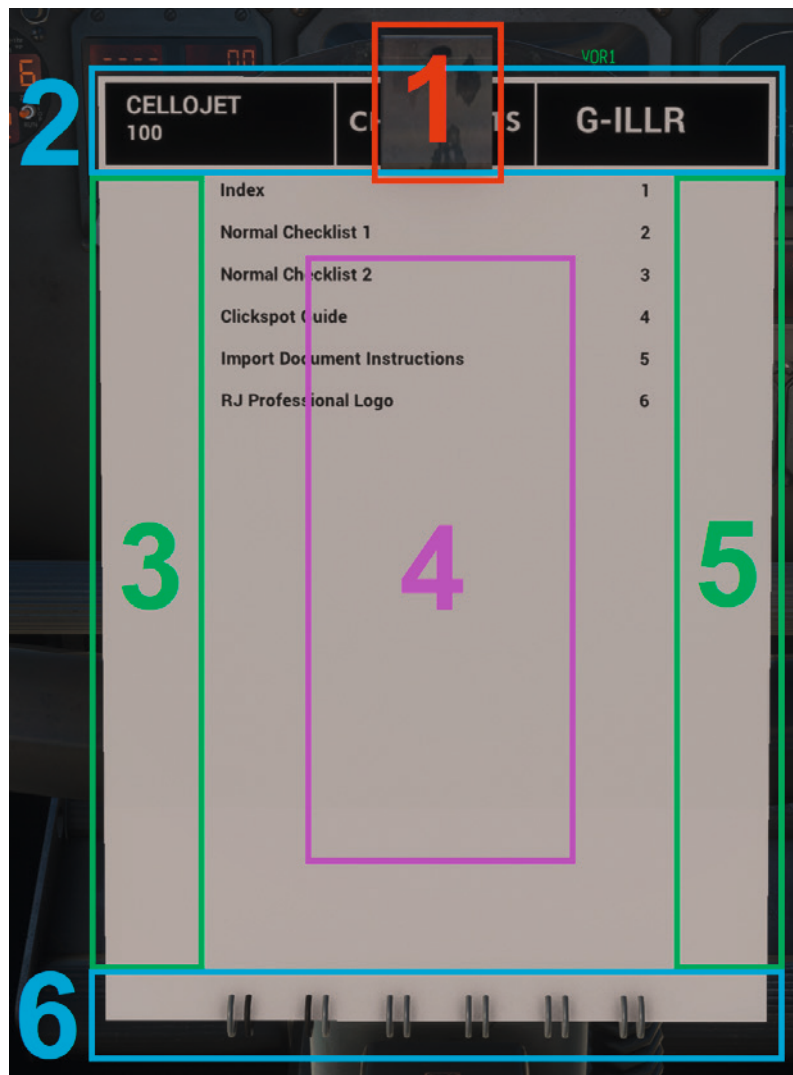 VOR1
1
2
CELLOJET
100
G-ILLR
Index 1
Normal Checklist 1 2
Normal Checklist 2 3
Clickspot Guide 4
Import Document Instructions 5
RJ Professional Logo 6
3
4
5
6